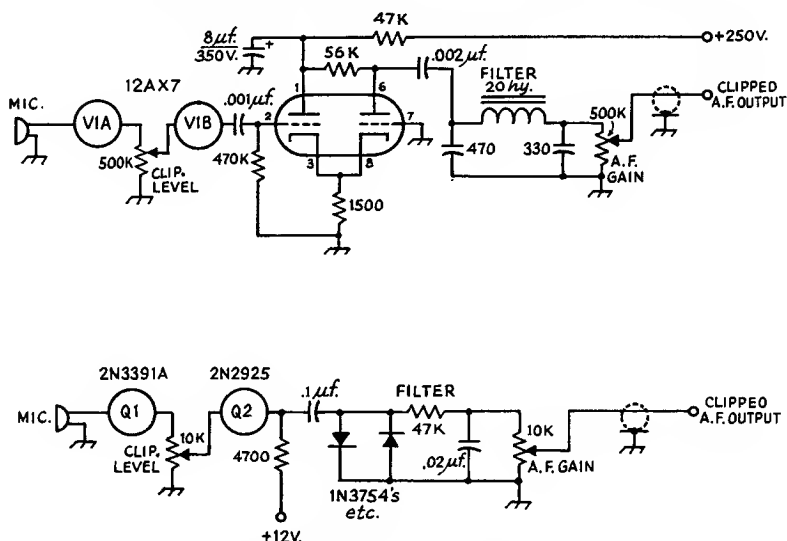 47K
8µf.
350V.
+
56K
.002µf.
+250V.
12AX7
1
6
FILTER
20hy.
CLIPPED
A.F. OUTPUT
MIC.
V1A
V1B
.001µf.
2
7
500K
500K
CLIP.
LEVEL
470K
3
8
470
330
A.F.
GAIN
1500
2N3391A
2N2925
.1µf.
FILTER
CLIPPED
A.F. OUTPUT
MIC.
Q1
Q2
47K
10K
10K
CLIP.
LEVEL
4700
.02µf.
A.F. GAIN
1N3754's
etc.
+12V.